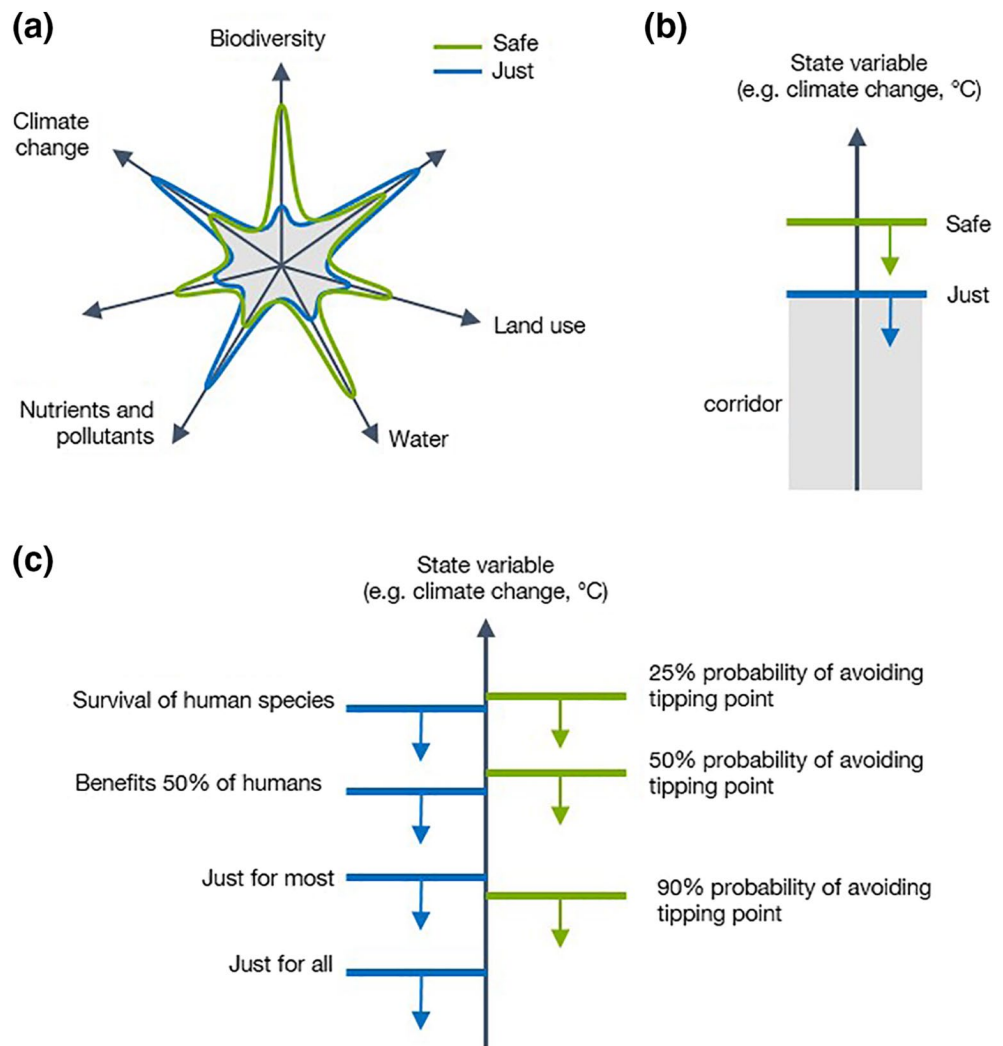 (a)
Biodiversity
Safe
Just
Climate
change
Land use
Nutrients and
pollutants
Water
(b)
State variable
(e.g. climate change, °C)
Safe
Just
corridor
(c)
State variable
(e.g. climate change, °C)
Survival of human species
25% probability of avoiding
tipping point
Benefits 50% of humans
50% probability of avoiding
tipping point
Just for most
90% probability of avoiding
tipping point
Just for all